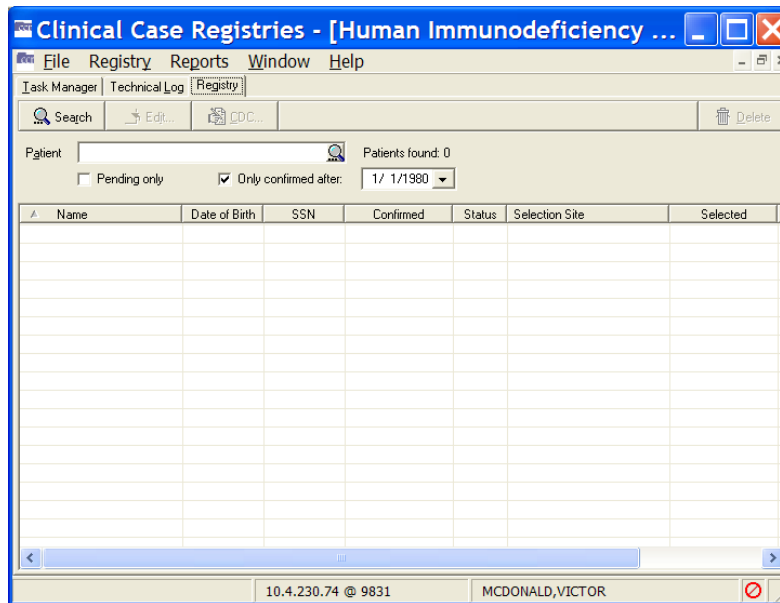 Clinical Case Registries - [Human Immunodeficiency ...
File Registry Reports Window Help
Task Manager Technical Log Registry
Search Edit... CDC... Delete
Patient Patients found: 0
Pending only Only confirmed after: 1/ 1/1980
Name Date of Birth SSN Confirmed Status Selection Site Selected
10.4.230.74 @ 9831 MCDONALD,VICTOR